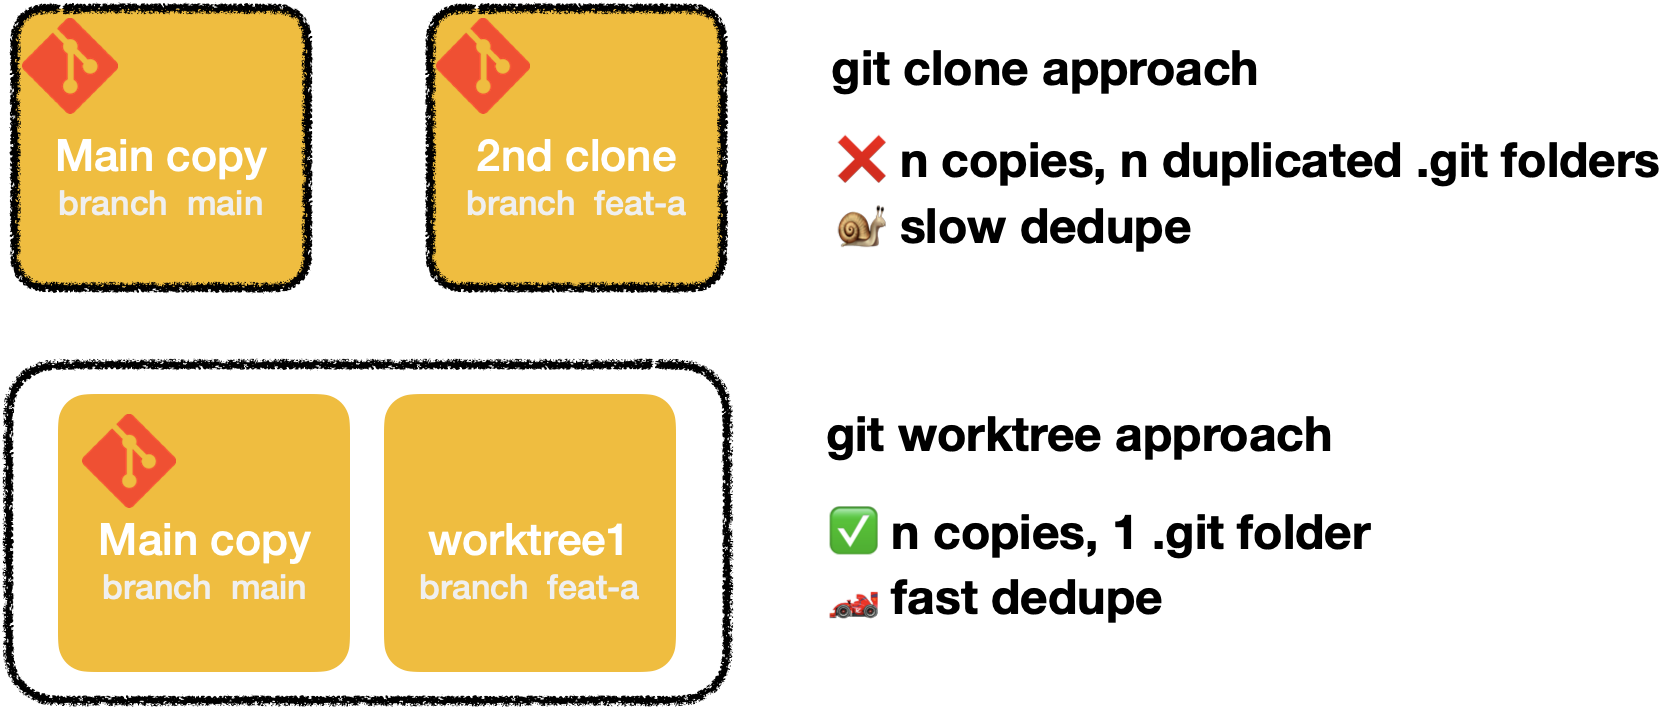 Main copy
branch main
2nd clone
branch feat-a
git clone approach
❌ n copies, n duplicated .git folders
🐌 slow dedupe
Main copy
branch main
worktree1
branch feat-a
git worktree approach
✅ n copies, 1 .git folder
🏎️ fast dedupe